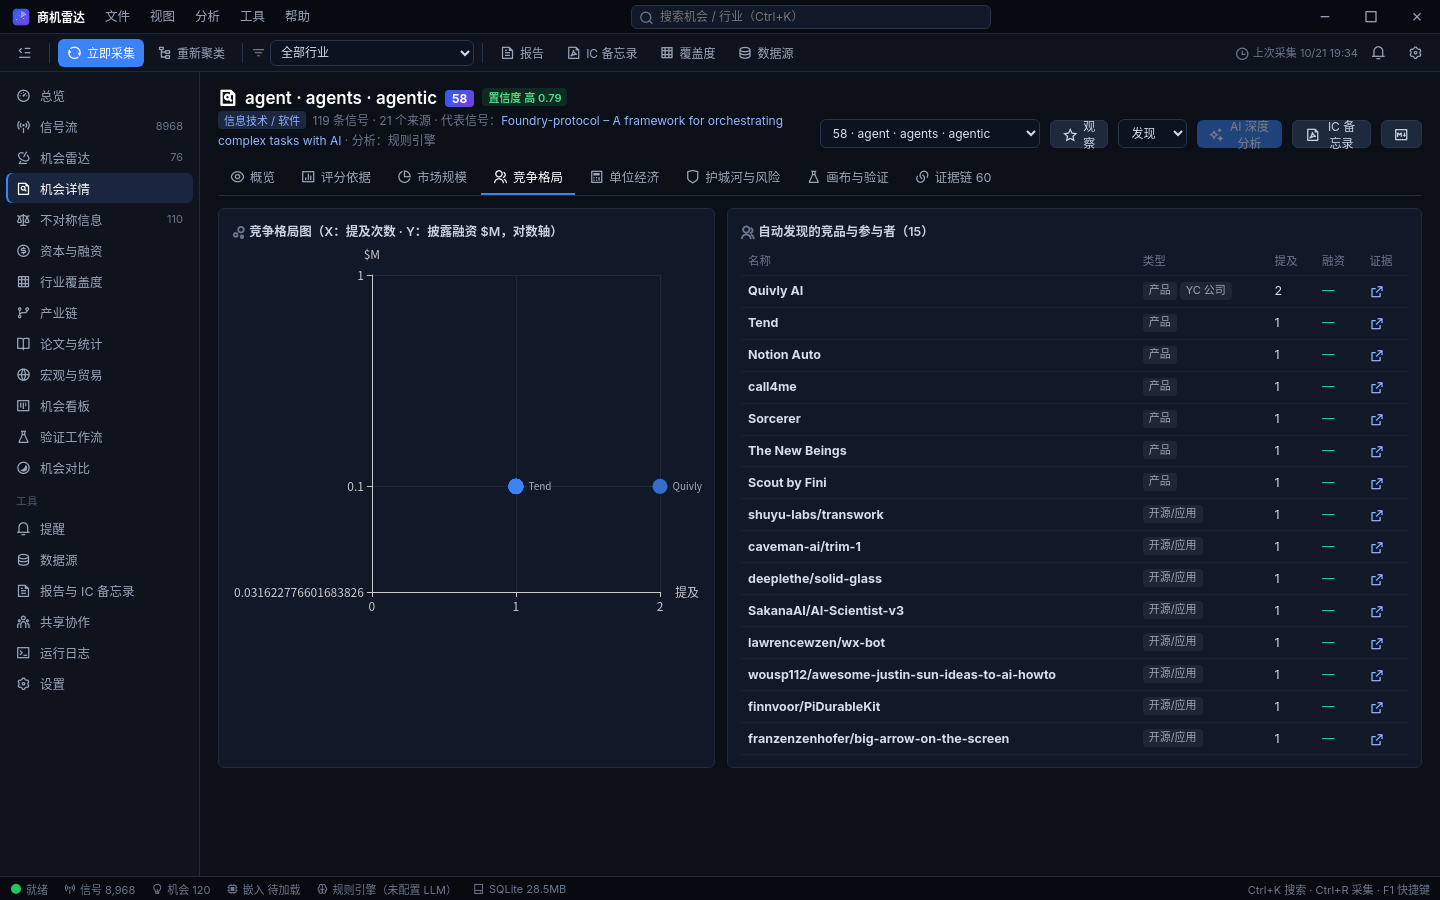 商机雷达 文件 视图 分析 工具 帮助
搜索机会 / 行业（Ctrl+K）
立即采集 重新聚类 全部行业 报告 IC 备忘录 覆盖度 数据源
上次采集 10/21 19:34
总览
信号流 8968
机会雷达 76
机会详情
不对称信息 110
资本与融资
行业覆盖度
产业链
论文与统计
宏观与贸易
机会看板
验证工作流
机会对比
工具
提醒
数据源
报告与 IC 备忘录
共享协作
运行日志
设置
agent · agents · agentic 58 置信度 高 0.79
信息技术 / 软件 119 条信号 · 21 个来源 · 代表信号：Foundry-protocol – A framework for orchestrating
complex tasks with AI · 分析：规则引擎
58 · agent · agents · agentic
观
察
发现
AI 深度
分析
IC 备
忘录
概览 评分依据 市场规模 竞争格局 单位经济 护城河与风险 画布与验证 证据链 60
竞争格局图（X：提及次数 · Y：披露融资 $M，对数轴）
$M
1
0.1
0.031622776601683826
0 1 2
提及
Tend
Quivly
自动发现的竞品与参与者（15）
名称 类型 提及 融资 证据
Quivly AI 产品 YC 公司 2 —
Tend 产品 1 —
Notion Auto 产品 1 —
call4me 产品 1 —
Sorcerer 产品 1 —
The New Beings 产品 1 —
Scout by Fini 产品 1 —
shuyu-labs/transwork 开源/应用 1 —
caveman-ai/trim-1 开源/应用 1 —
deeplethe/solid-glass 开源/应用 1 —
SakanaAI/AI-Scientist-v3 开源/应用 1 —
lawrencewzen/wx-bot 开源/应用 1 —
wousp112/awesome-justin-sun-ideas-to-ai-howto 开源/应用 1 —
finnvoor/PiDurableKit 开源/应用 1 —
franzenzenhofer/big-arrow-on-the-screen 开源/应用 1 —
就绪 信号 8,968 机会 120 嵌入 待加载 规则引擎（未配置 LLM） SQLite 28.5MB
Ctrl+K 搜索 · Ctrl+R 采集 · F1 快捷键